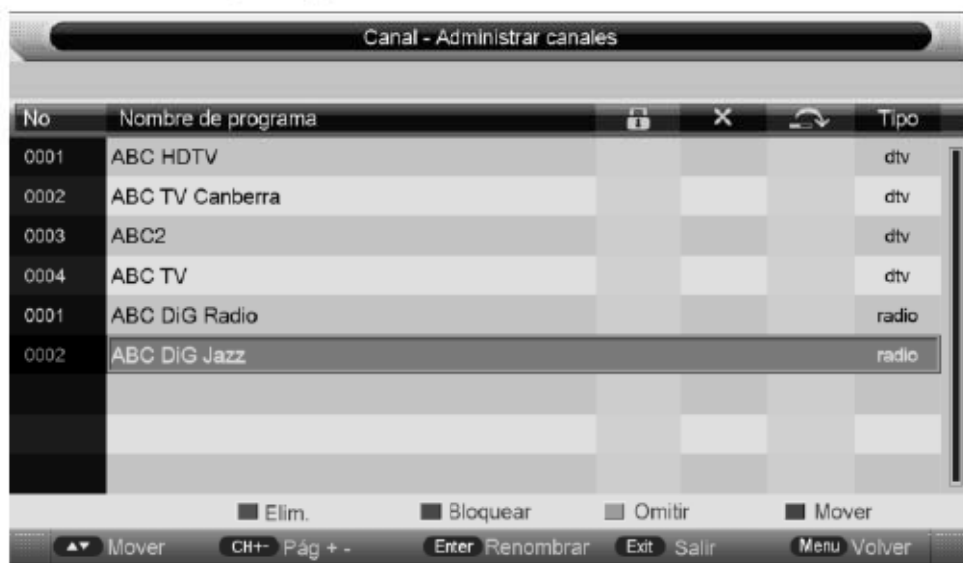 Canal - Administrar canales
No Nombre de programa Tipo
0001 ABC HDTV dtv
0002 ABC TV Canberra dtv
0003 ABC2 dtv
0004 ABC TV dtv
0001 ABC DiG Radio radio
0002 ABC DiG Jazz radio
Elim. Bloquear Omitir Mover
Mover CH+- Pág + - Enter Renombrar Exit Salir Menu Volver